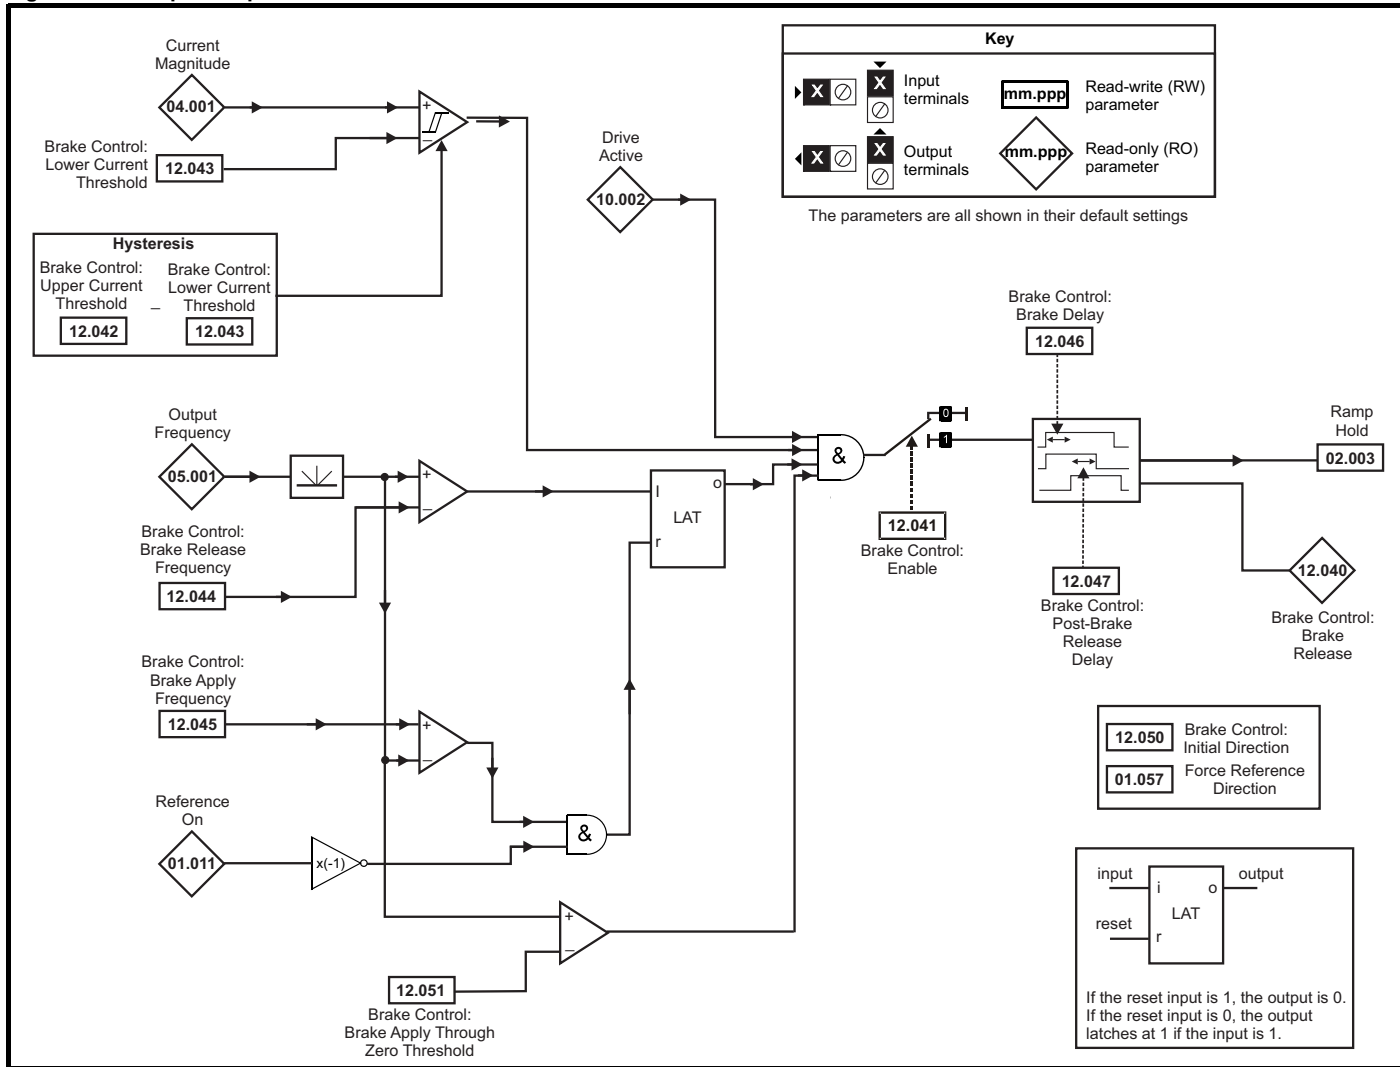 Current
Magnitude
04.001
Brake Control:
Lower Current
Threshold
12.043
+
−
Key
X
X
Input
terminals
mm.ppp
Read-write (RW)
parameter
X
X
Output
terminals
mm.ppp
Read-only (RO)
parameter
The parameters are all shown in their default settings
Drive
Active
10.002
Hysteresis
Brake Control:
Upper Current
Threshold
12.042
−
Brake Control:
Lower Current
Threshold
12.043
Brake Control:
Brake Delay
12.046
Output
Frequency
05.001
+
−
Brake Control:
Brake Release
Frequency
12.044
I
o
LAT
r
&
0
1
12.041
Brake Control:
Enable
Ramp
Hold
02.003
12.047
Brake Control:
Post-Brake
Release
Delay
12.040
Brake Control:
Brake
Release
Brake Control:
Brake Apply
Frequency
12.045
+
−
Reference
On
01.011
x(-1)
&
+
−
12.051
Brake Control:
Brake Apply Through
Zero Threshold
12.050
Brake Control:
Initial Direction
01.057
Force Reference
Direction
input
i
o
output
LAT
reset
r
If the reset input is 1, the output is 0.
If the reset input is 0, the output
latches at 1 if the input is 1.